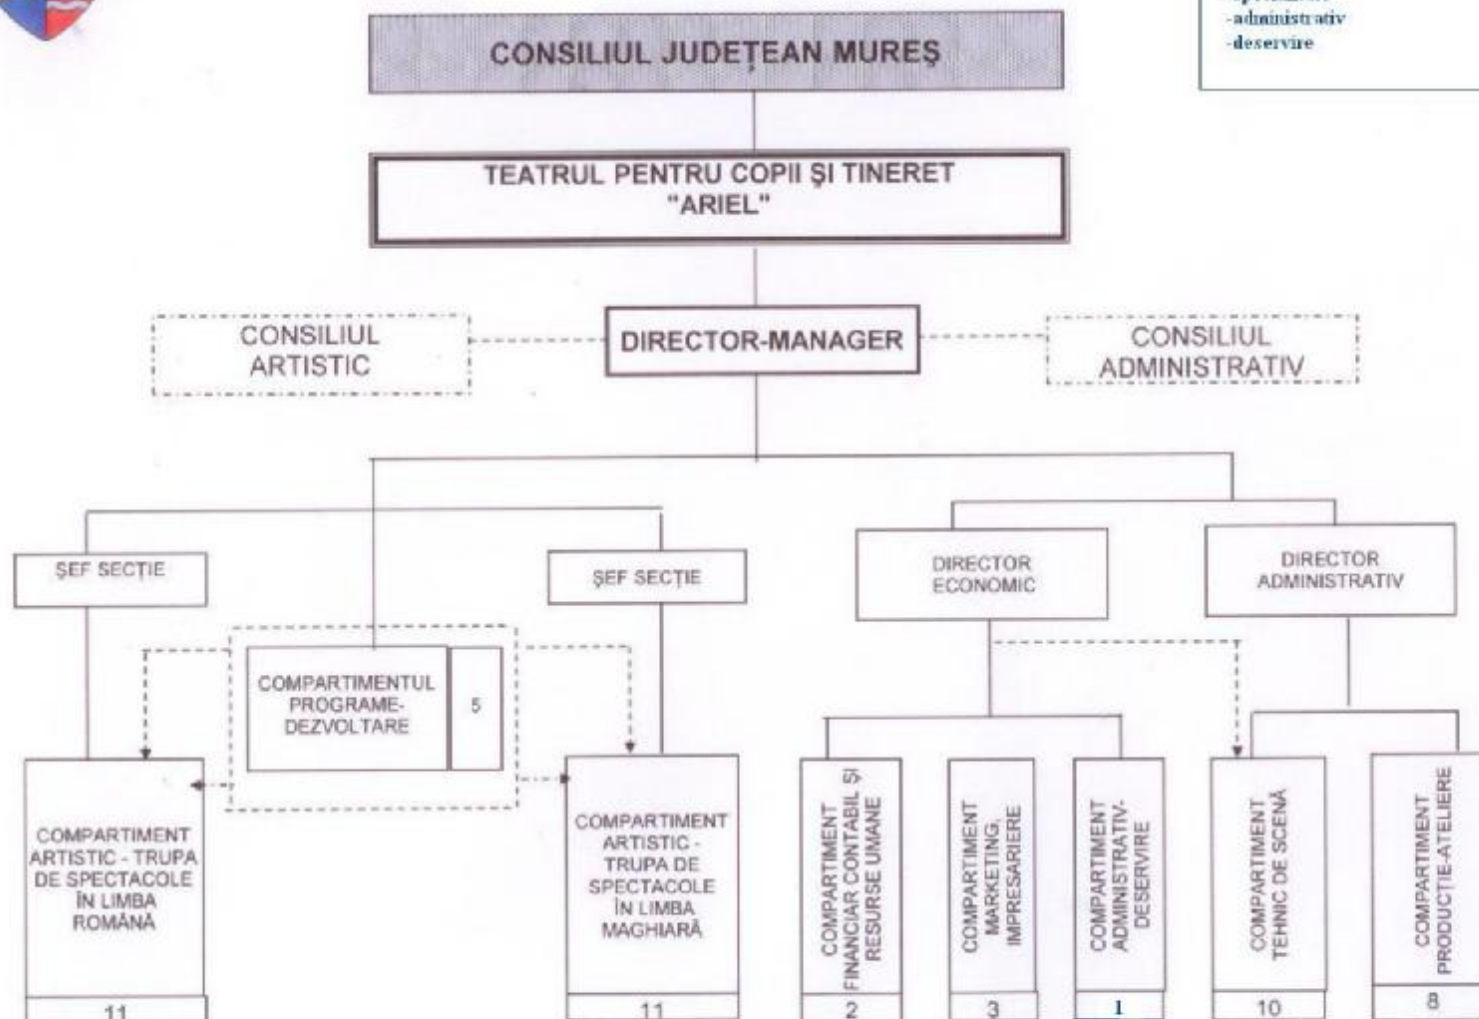 -administrativ
-deservire
CONSILIUL JUDEȚEAN MUREŞ
TEATRUL PENTRU COPII ŞI TINERET
"ARIEL"
CONSILIUL
ARTISTIC
DIRECTOR-MANAGER
CONSILIUL
ADMINISTRATIV
ŞEF SECȚIE
ŞEF SECȚIE
DIRECTOR
ECONOMIC
DIRECTOR
ADMINISTRATIV
COMPARTIMENTUL
PROGRAME-
DEZVOLTARE
5
COMPARTIMENT
ARTISTIC - TRUPA
DE SPECTACOLE
ÎN LIMBA
ROMÂNĂ
11
COMPARTIMENT
ARTISTIC -
TRUPA DE
SPECTACOLE
ÎN LIMBA
MAGHIARĂ
11
COMPARTIMENT
FINANCIAR CONTABIL ŞI
RESURSE UMANE
2
COMPARTIMENT
MARKETING,
IMPRESARIERE
3
COMPARTIMENT
ADMINISTRATIV-
DESERVIRE
1
COMPARTIMENT
TEHNIC DE SCENĂ
10
COMPARTIMENT
PRODUCȚIE-ATELIERE
8